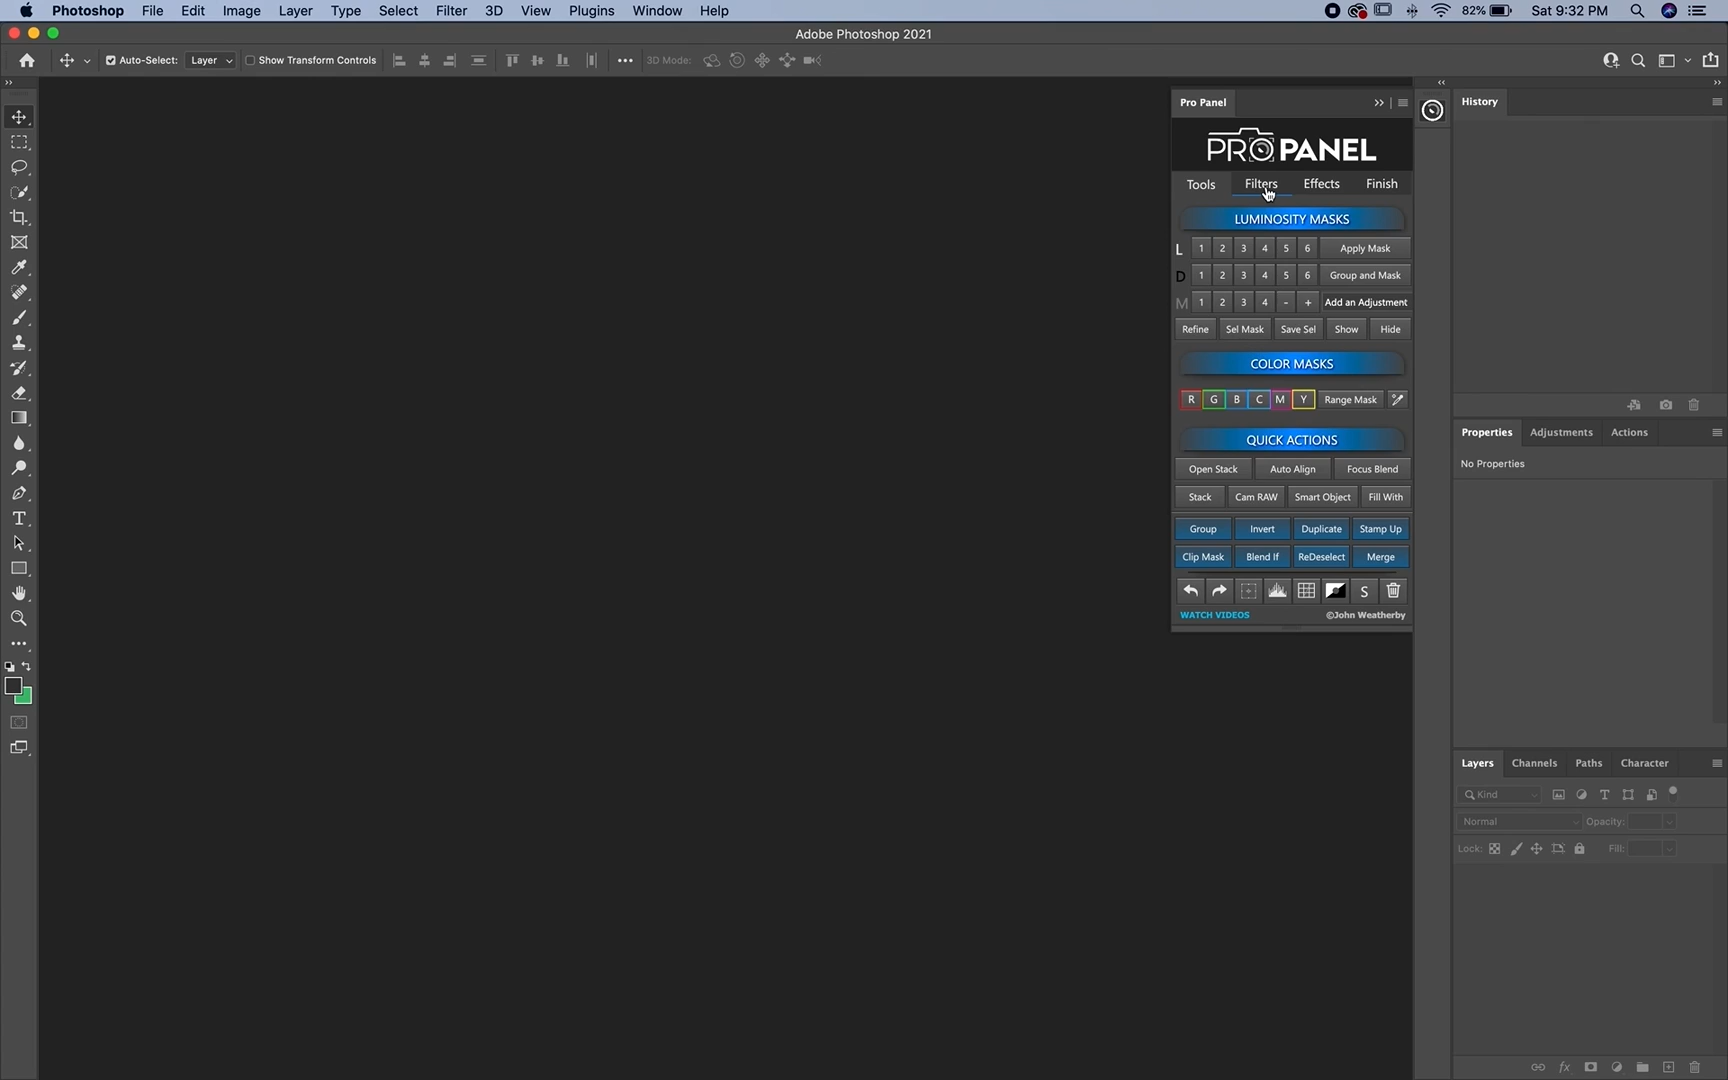 Photoshop File Edit Image Layer Type Select Filter 3D View Plugins Window Help 82% Sat 9:32 PM
Adobe Photoshop 2021
Auto-Select: Layer Show Transform Controls ••• 3D Mode:
Pro Panel
PROPANEL
Tools Filters Effects Finish
LUMINOSITY MASKS
L 1 2 3 4 5 6 Apply Mask
D 1 2 3 4 5 6 Group and Mask
M 1 2 3 4 - + Add an Adjustment
Refine Sel Mask Save Sel Show Hide
COLOR MASKS
R G B C M Y Range Mask
QUICK ACTIONS
Open Stack Auto Align Focus Blend
Stack Cam RAW Smart Object Fill With
Group Invert Duplicate Stamp Up
Clip Mask Blend If ReDeselect Merge
S
WATCH VIDEOS ©John Weatherby
History
Properties Adjustments Actions
No Properties
Layers Channels Paths Character
Kind
Normal Opacity:
Lock: Fill:
fx